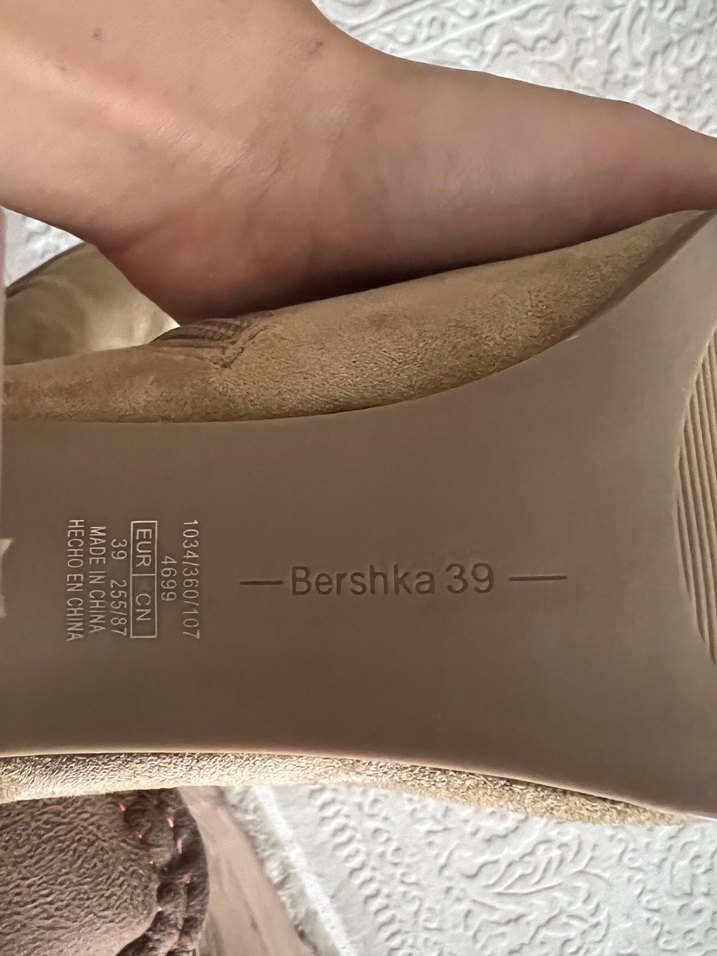 Bershka 39
1034/360/107
4699
EUR CN
39 255/87
MADE IN CHINA
HECHO EN CHINA